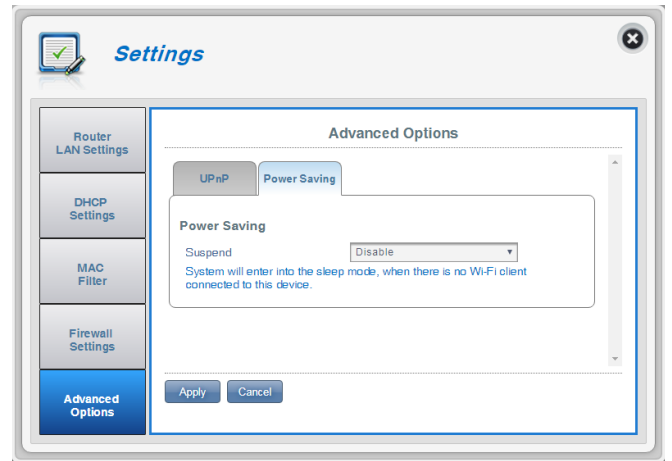 Settings
Router
LAN Settings
DHCP
Settings
MAC
Filter
Firewall
Settings
Advanced
Options
Advanced Options
UPnP
Power Saving
Power Saving
Suspend
Disable
System will enter into the sleep mode, when there is no Wi-Fi client
connected to this device.
Apply
Cancel